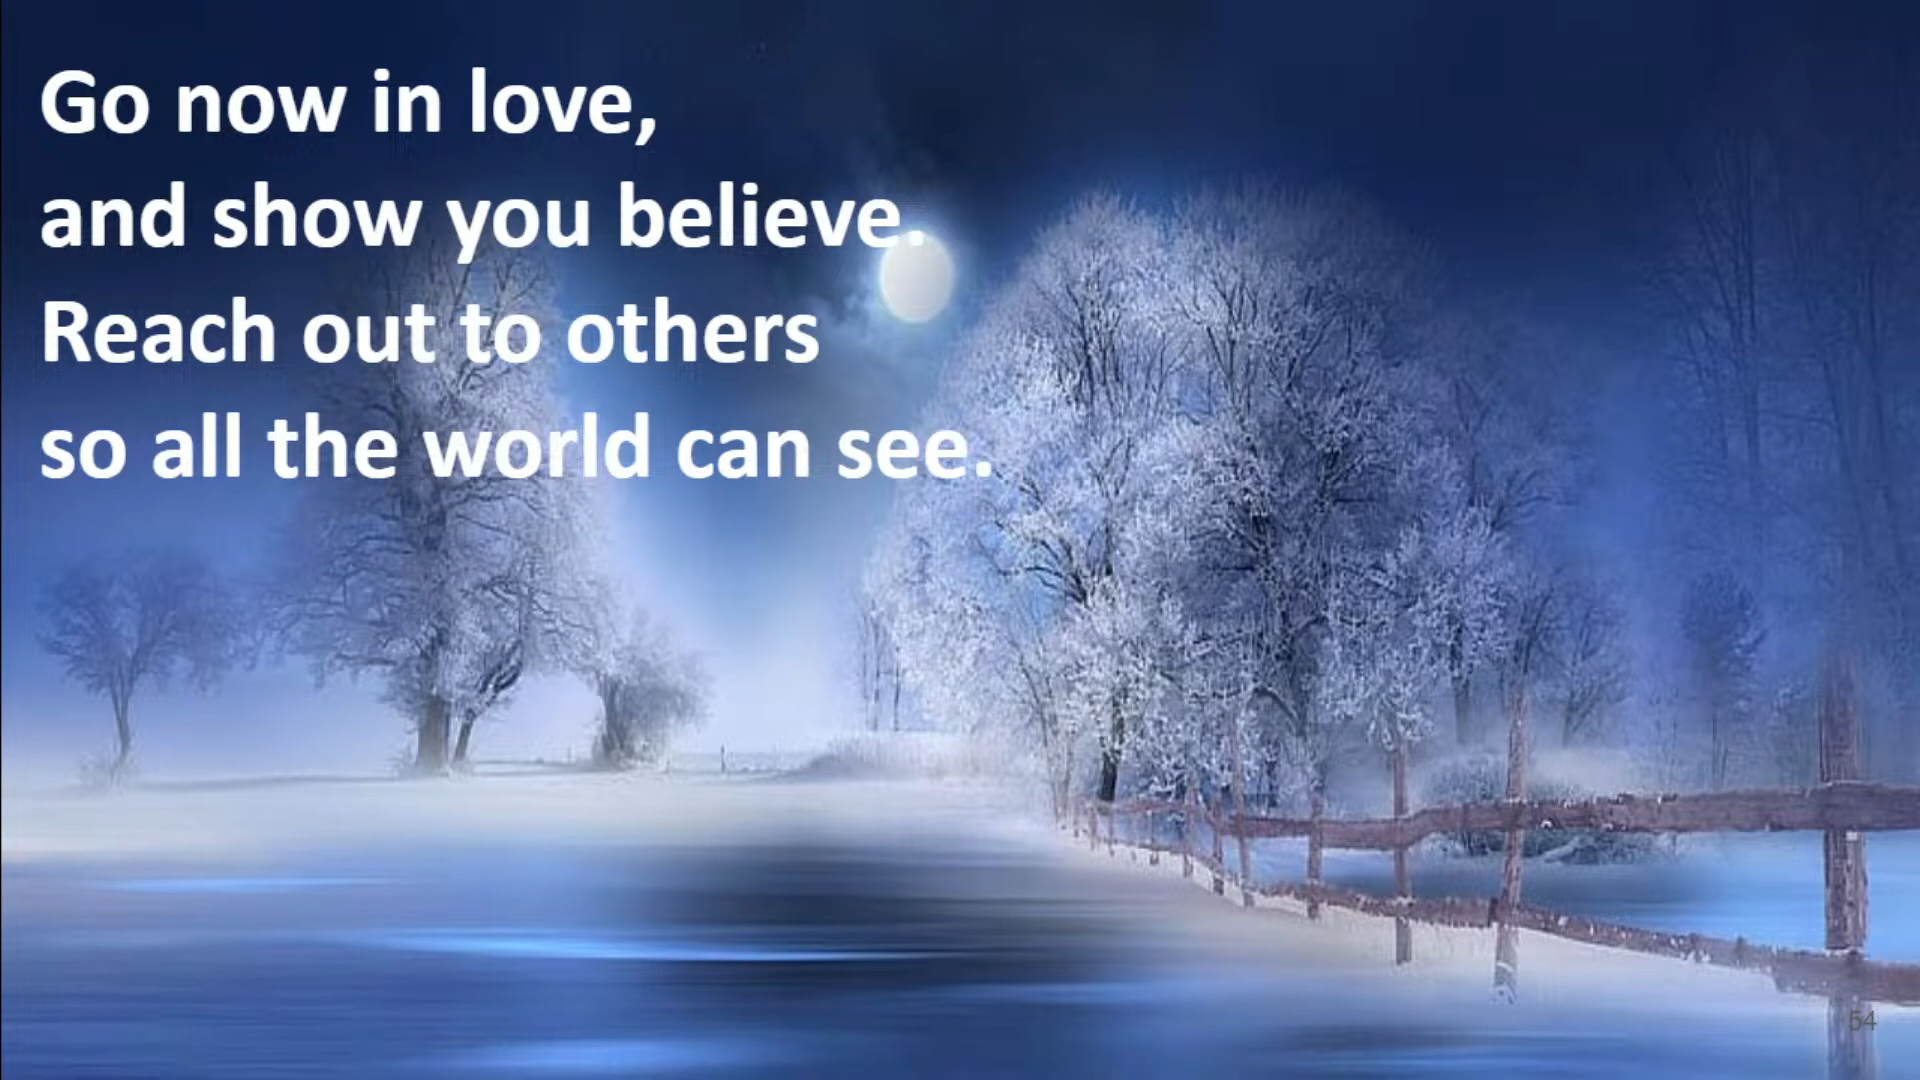 Go now in love,
and show you believe.
Reach out to others
so all the world can see.
54